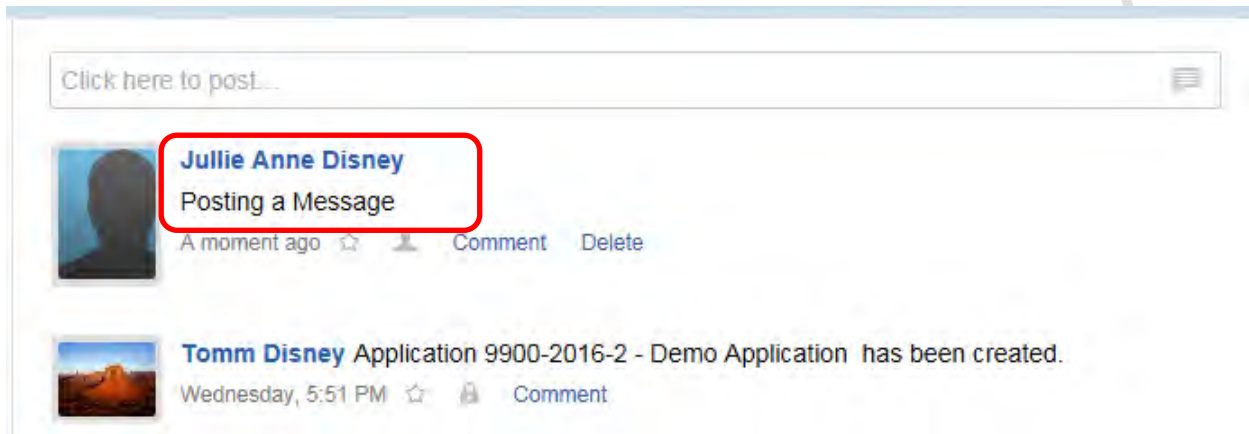 Click here to post...
Jullie Anne Disney
Posting a Message
A moment ago Comment Delete
Tomm Disney Application 9900-2016-2 - Demo Application has been created.
Wednesday, 5:51 PM Comment